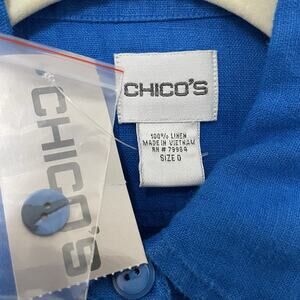 CHICO'S
100% LINEN
MADE IN VIETNAM
RN # 79984
SIZE 0
CHICO'S